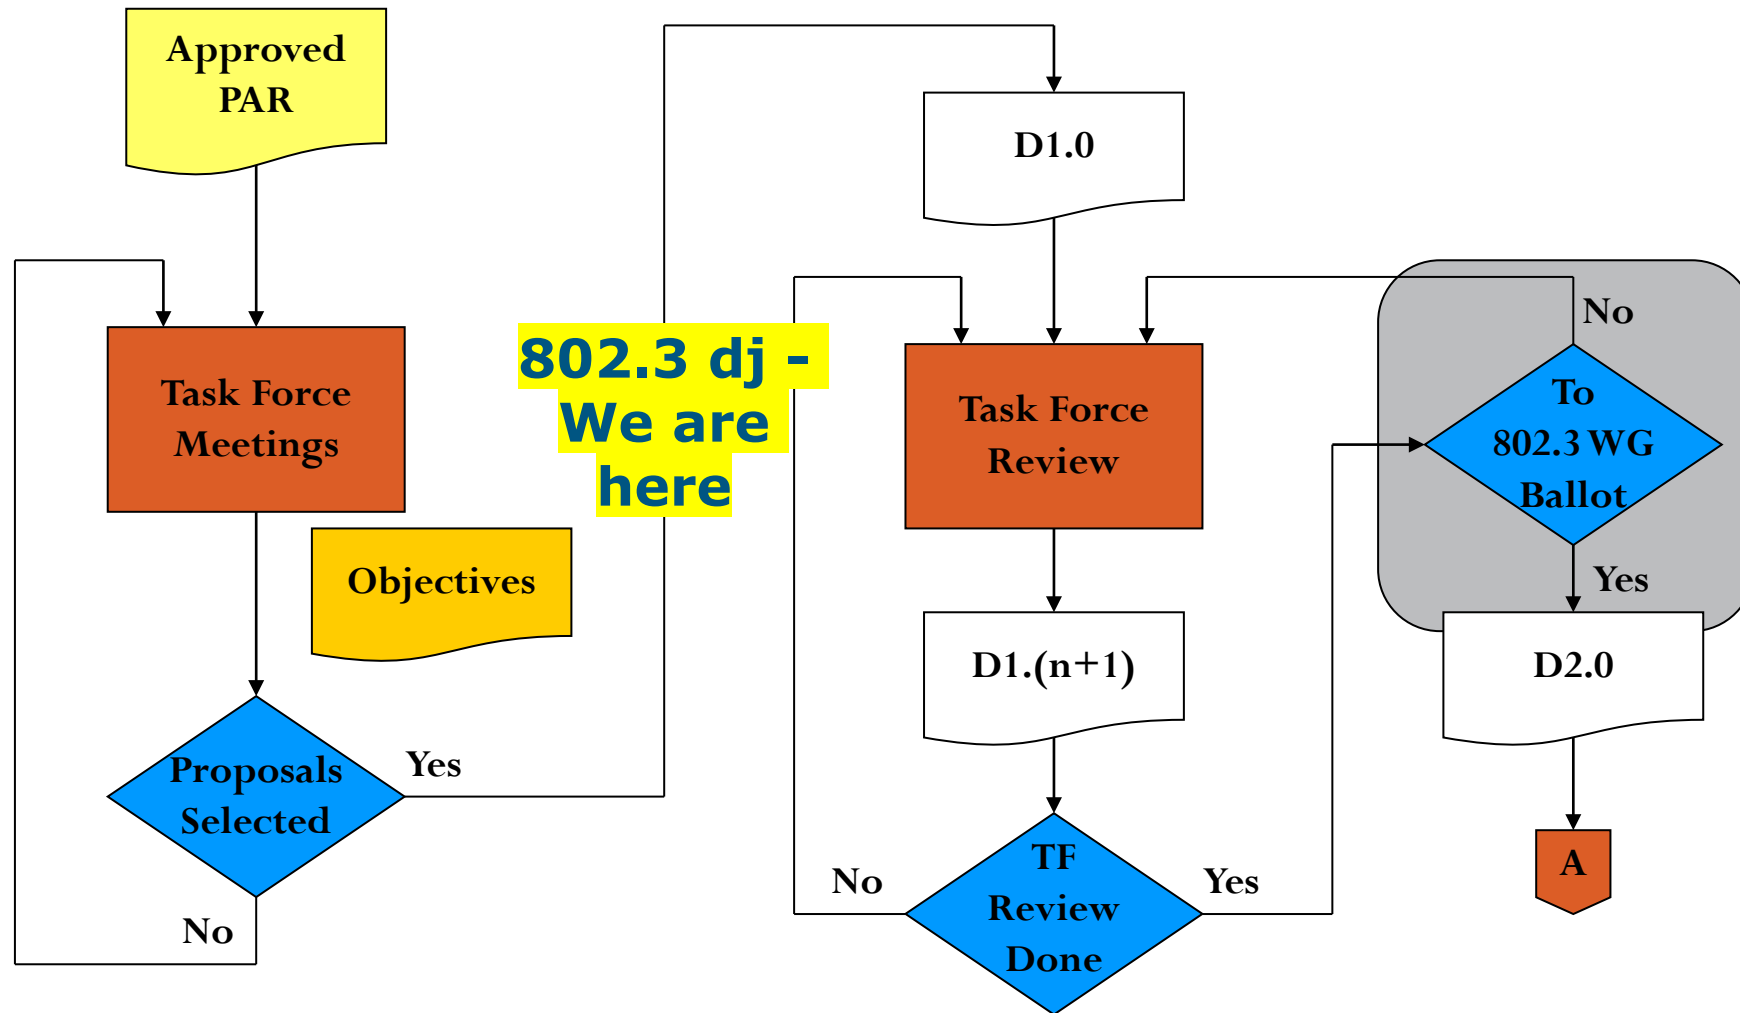 Approved
PAR
Task Force
Meetings
Objectives
Proposals
Selected
Yes
No
802.3 dj -
We are
here
D1.0
Task Force
Review
D1.(n+1)
TF
Review
Done
No
Yes
No
To
802.3 WG
Ballot
Yes
D2.0
A